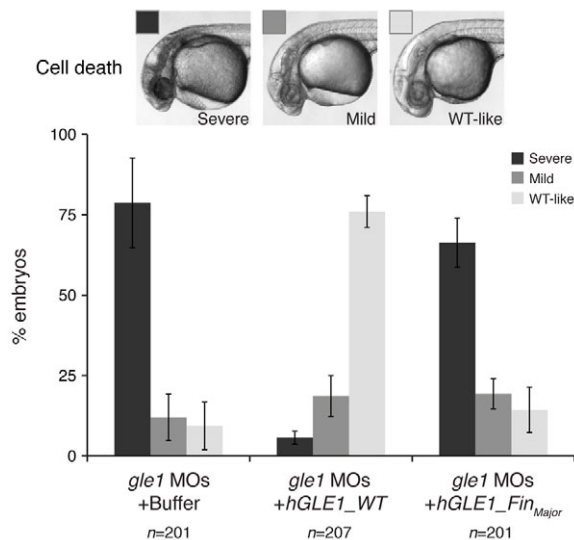 Cell death
Severe
Mild
WT-like
Severe
Mild
WT-like
100
75
50
25
0
% embryos
gle1 MOs
+Buffer
n=201
gle1 MOs
+hGLE1_WT
n=207
gle1 MOs
+hGLE1_FinMajor
n=201